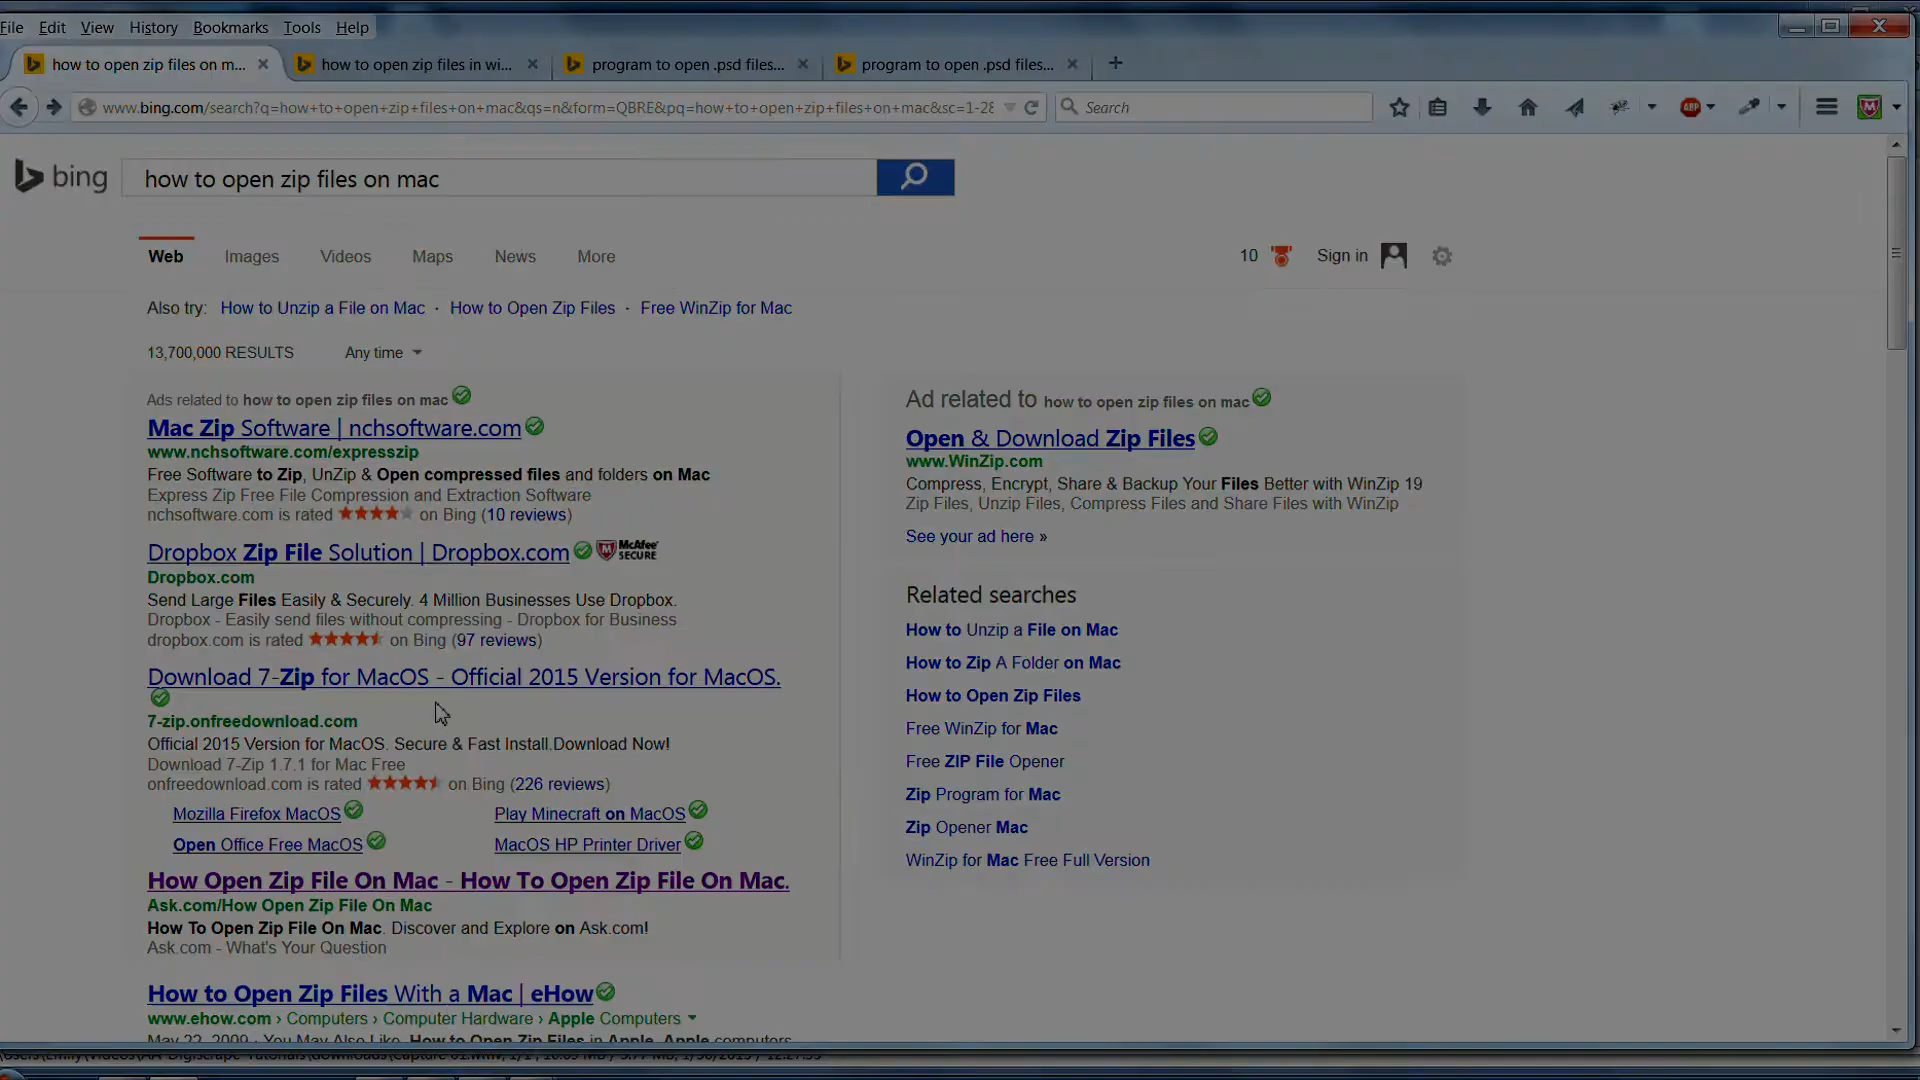 File Edit View History Bookmarks Tools Help
how to open zip files on m... how to open zip files in wi... program to open .psd files... program to open .psd files...
www.bing.com/search?q=how+to+open+zip+files+on+mac&qs=n&form=QBRE&pq=how+to+open+zip+files+on+mac&sc=1-28 Search ABP
bing how to open zip files on mac
Web Images Videos Maps News More 10 Sign in
Also try: How to Unzip a File on Mac · How to Open Zip Files · Free WinZip for Mac
13,700,000 RESULTS Any time
Ads related to how to open zip files on mac
Mac Zip Software | nchsoftware.com
www.nchsoftware.com/expresszip
Free Software to Zip, UnZip & Open compressed files and folders on Mac
Express Zip Free File Compression and Extraction Software
nchsoftware.com is rated on Bing (10 reviews)
Dropbox Zip File Solution | Dropbox.com McAfee SECURE
Dropbox.com
Send Large Files Easily & Securely. 4 Million Businesses Use Dropbox.
Dropbox - Easily send files without compressing - Dropbox for Business
dropbox.com is rated on Bing (97 reviews)
Download 7-Zip for MacOS - Official 2015 Version for MacOS.
7-zip.onfreedownload.com
Official 2015 Version for MacOS. Secure & Fast Install.Download Now!
Download 7-Zip 1.7.1 for Mac Free
onfreedownload.com is rated on Bing (226 reviews)
Mozilla Firefox MacOS Play Minecraft on MacOS
Open Office Free MacOS MacOS HP Printer Driver
How Open Zip File On Mac - How To Open Zip File On Mac.
Ask.com/How Open Zip File On Mac
How To Open Zip File On Mac. Discover and Explore on Ask.com!
Ask.com - What's Your Question
How to Open Zip Files With a Mac | eHow
www.ehow.com › Computers › Computer Hardware › Apple Computers
May 22, 2009 · You May Also Like. How to Open Zip Files in Apple. Apple computers
Ad related to how to open zip files on mac
Open & Download Zip Files
www.WinZip.com
Compress, Encrypt, Share & Backup Your Files Better with WinZip 19
Zip Files, Unzip Files, Compress Files and Share Files with WinZip
See your ad here »
Related searches
How to Unzip a File on Mac
How to Zip A Folder on Mac
How to Open Zip Files
Free WinZip for Mac
Free ZIP File Opener
Zip Program for Mac
Zip Opener Mac
WinZip for Mac Free Full Version